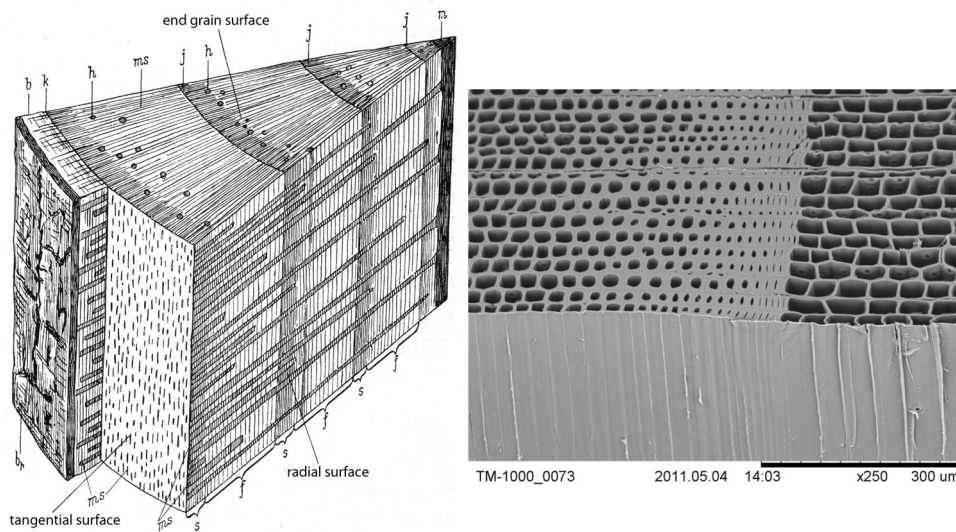 end grain surface
m
j
j
h
j
ms
h
k
b
f
s
f
s
f
s
radial surface
br
ms
tangential surface
ms
TM-1000_0073 2011.05.04 14:03 x250 300 um